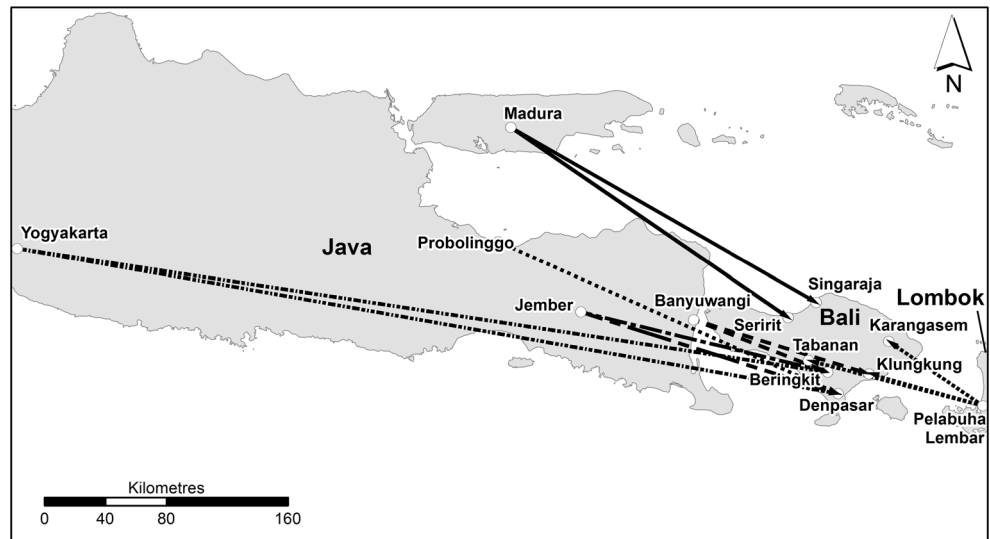 Madura
N
Yogyakarta
Java
Probolinggo
Singaraja
Jember
Banyuwangi
Lombok
Seririt
Bali
Karangasem
Tabanan
Klungkung
Beringkit
Denpasar
Pelabuha
Lembar
Kilometres
0 40 80 160